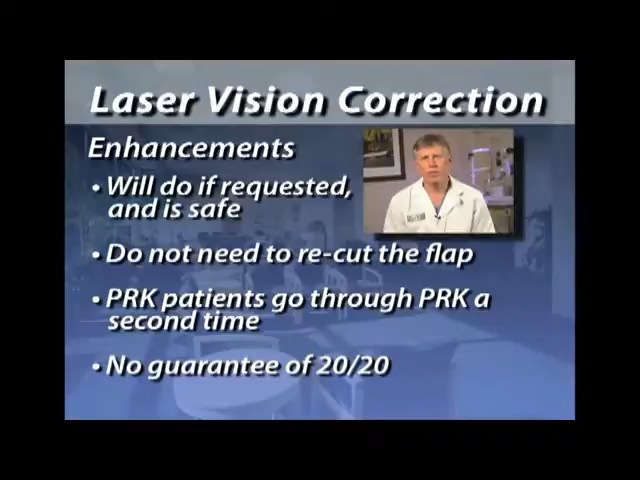 Laser Vision Correction
Enhancements
• Will do if requested,
and is safe
• Do not need to re-cut the flap
• PRK patients go through PRK a
second time
• No guarantee of 20/20